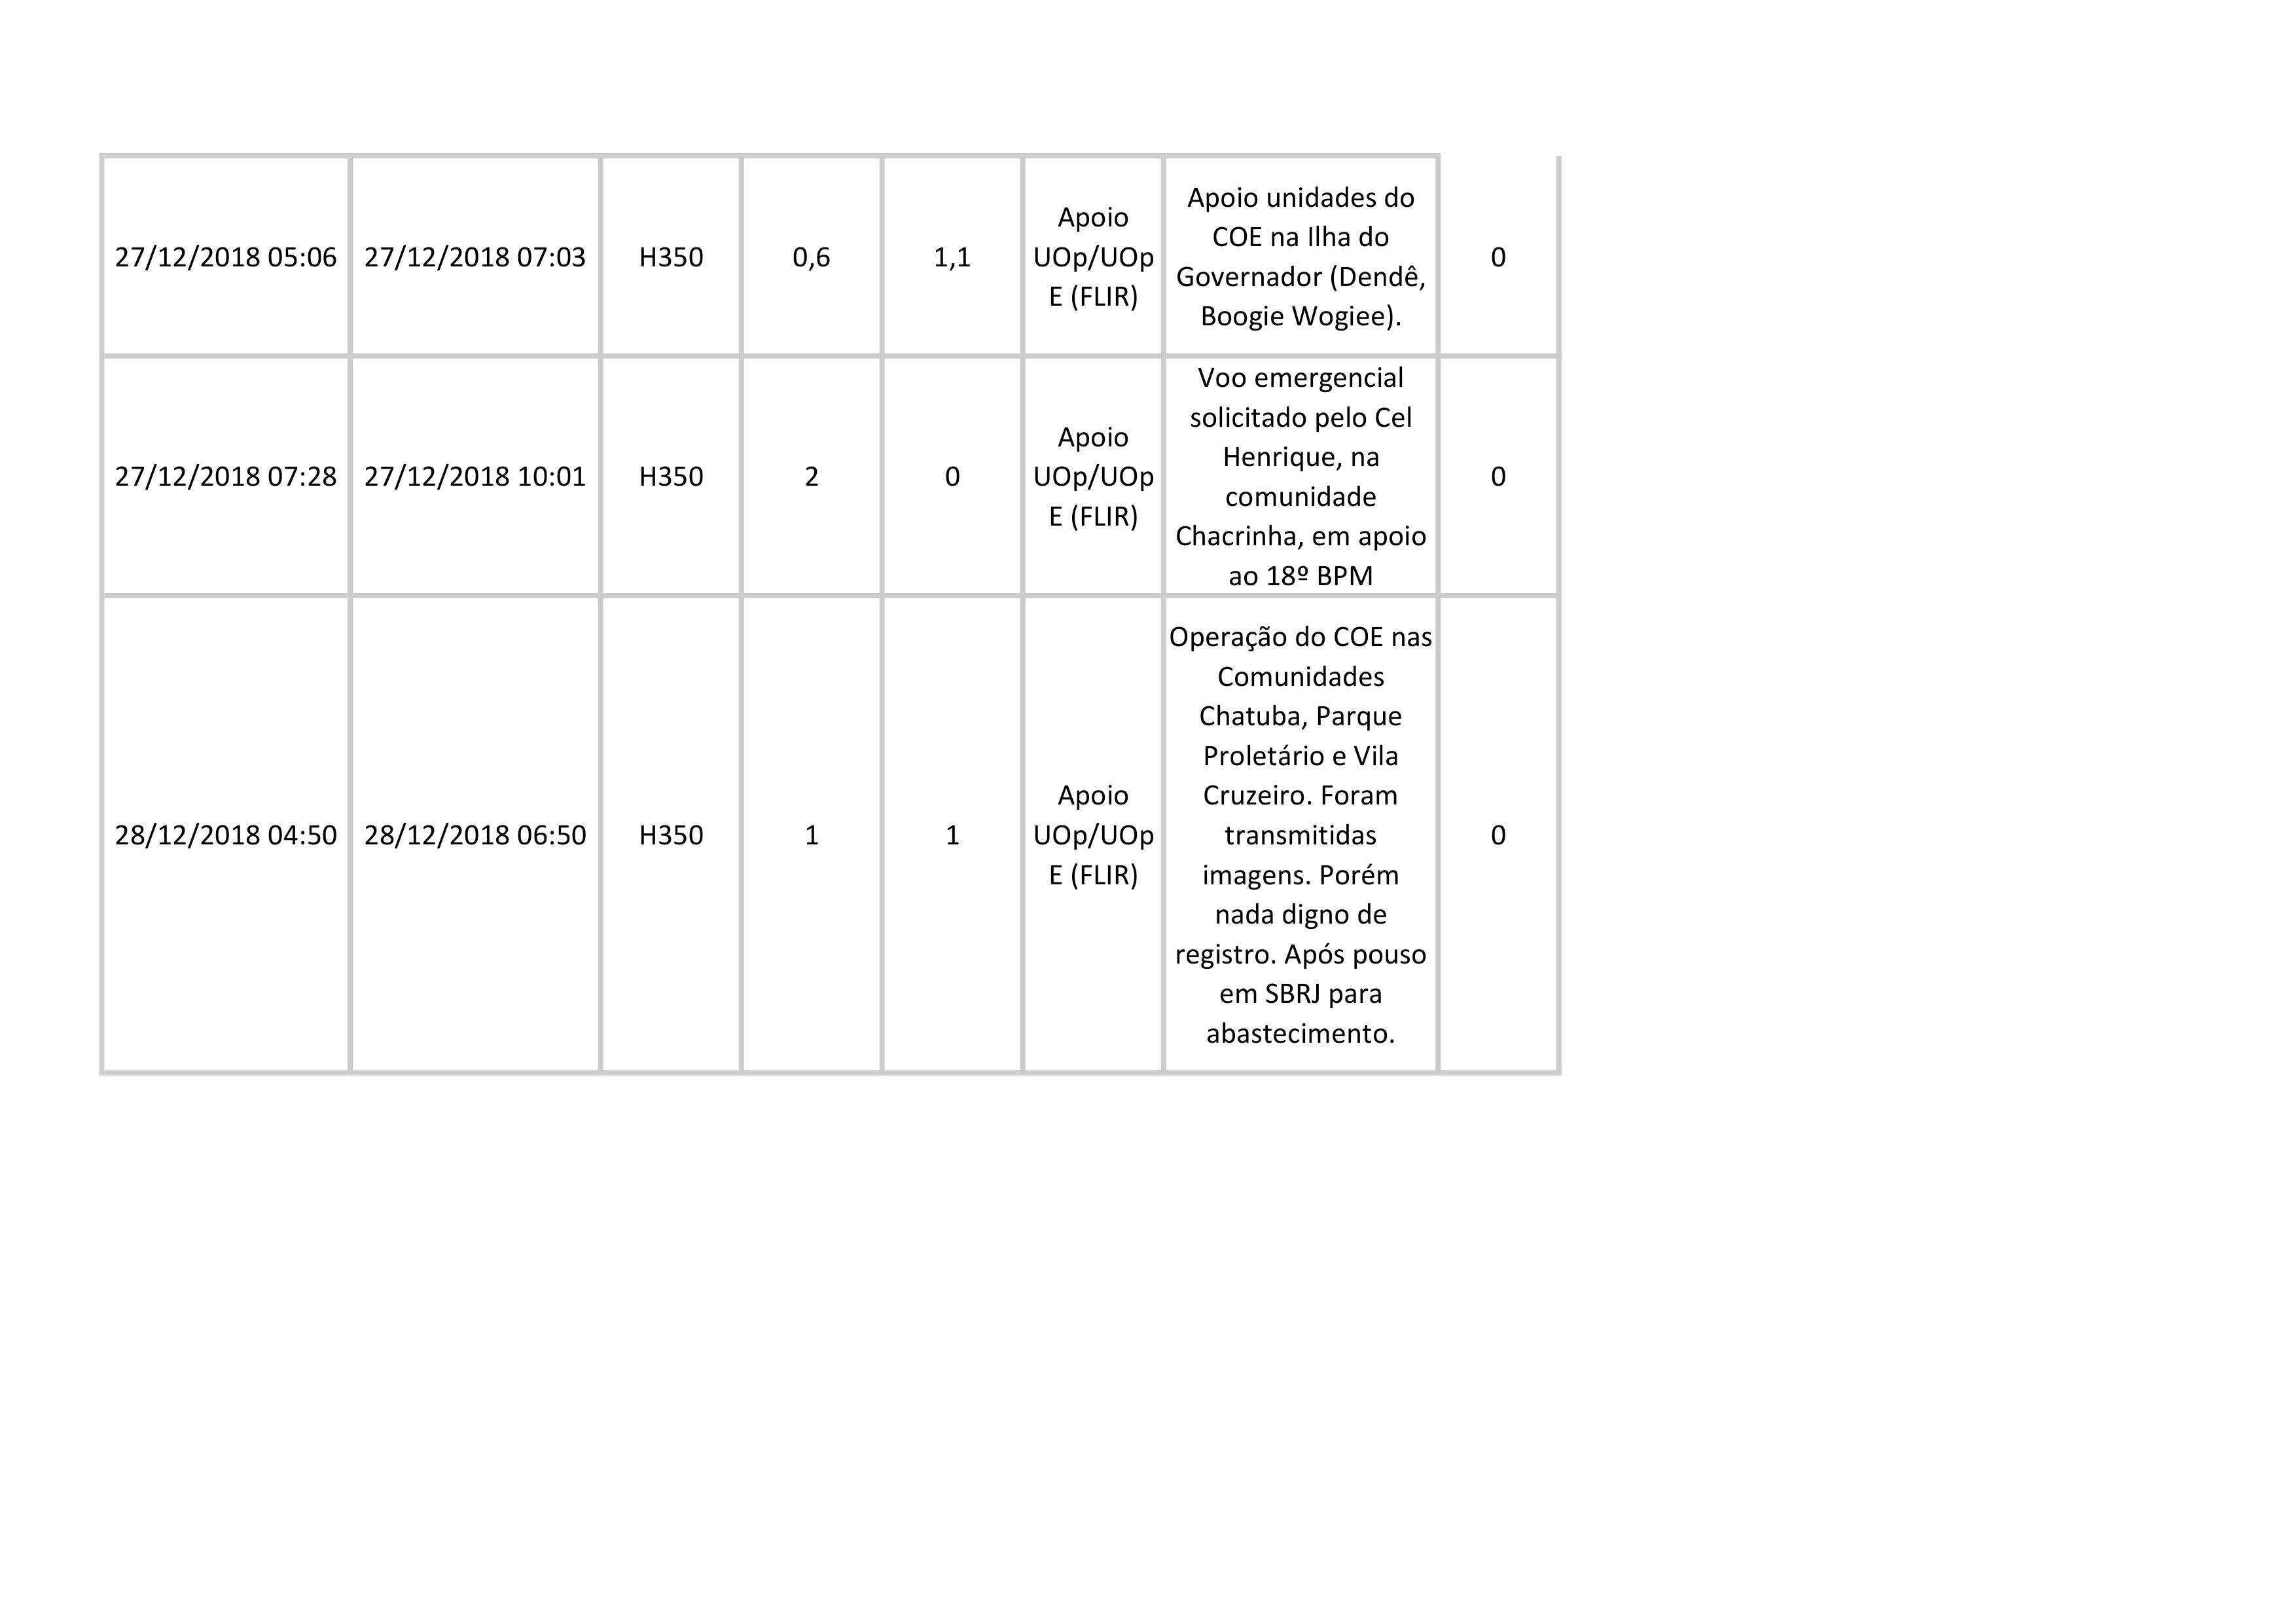 27/12/2018 05:06 27/12/2018 07:03 H350 0,6 1,1
Apoio
UOp/UOp
E (FLIR)
Apoio unidades do
COE na Ilha do
Governador (Dendê,
Boogie Wogiee).
0
27/12/2018 07:28 27/12/2018 10:01 H350 2 0
Apoio
UOp/UOp
E (FLIR)
Voo emergencial
solicitado pelo Cel
Henrique, na
comunidade
Chacrinha, em apoio
ao 18º BPM
0
28/12/2018 04:50 28/12/2018 06:50 H350 1 1
Apoio
UOp/UOp
E (FLIR)
Operação do COE nas
Comunidades
Chatuba, Parque
Proletário e Vila
Cruzeiro. Foram
transmitidas
imagens. Porém
nada digno de
registro. Após pouso
em SBRJ para
abastecimento.
0